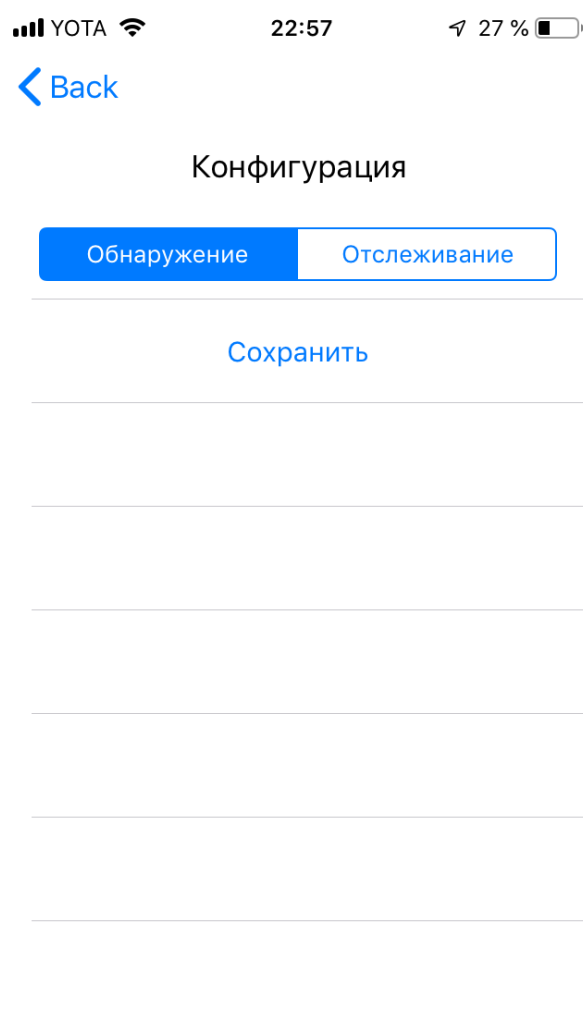 YOTA 22:57 27 %
Back
Конфигурация
Обнаружение Отслеживание
Сохранить